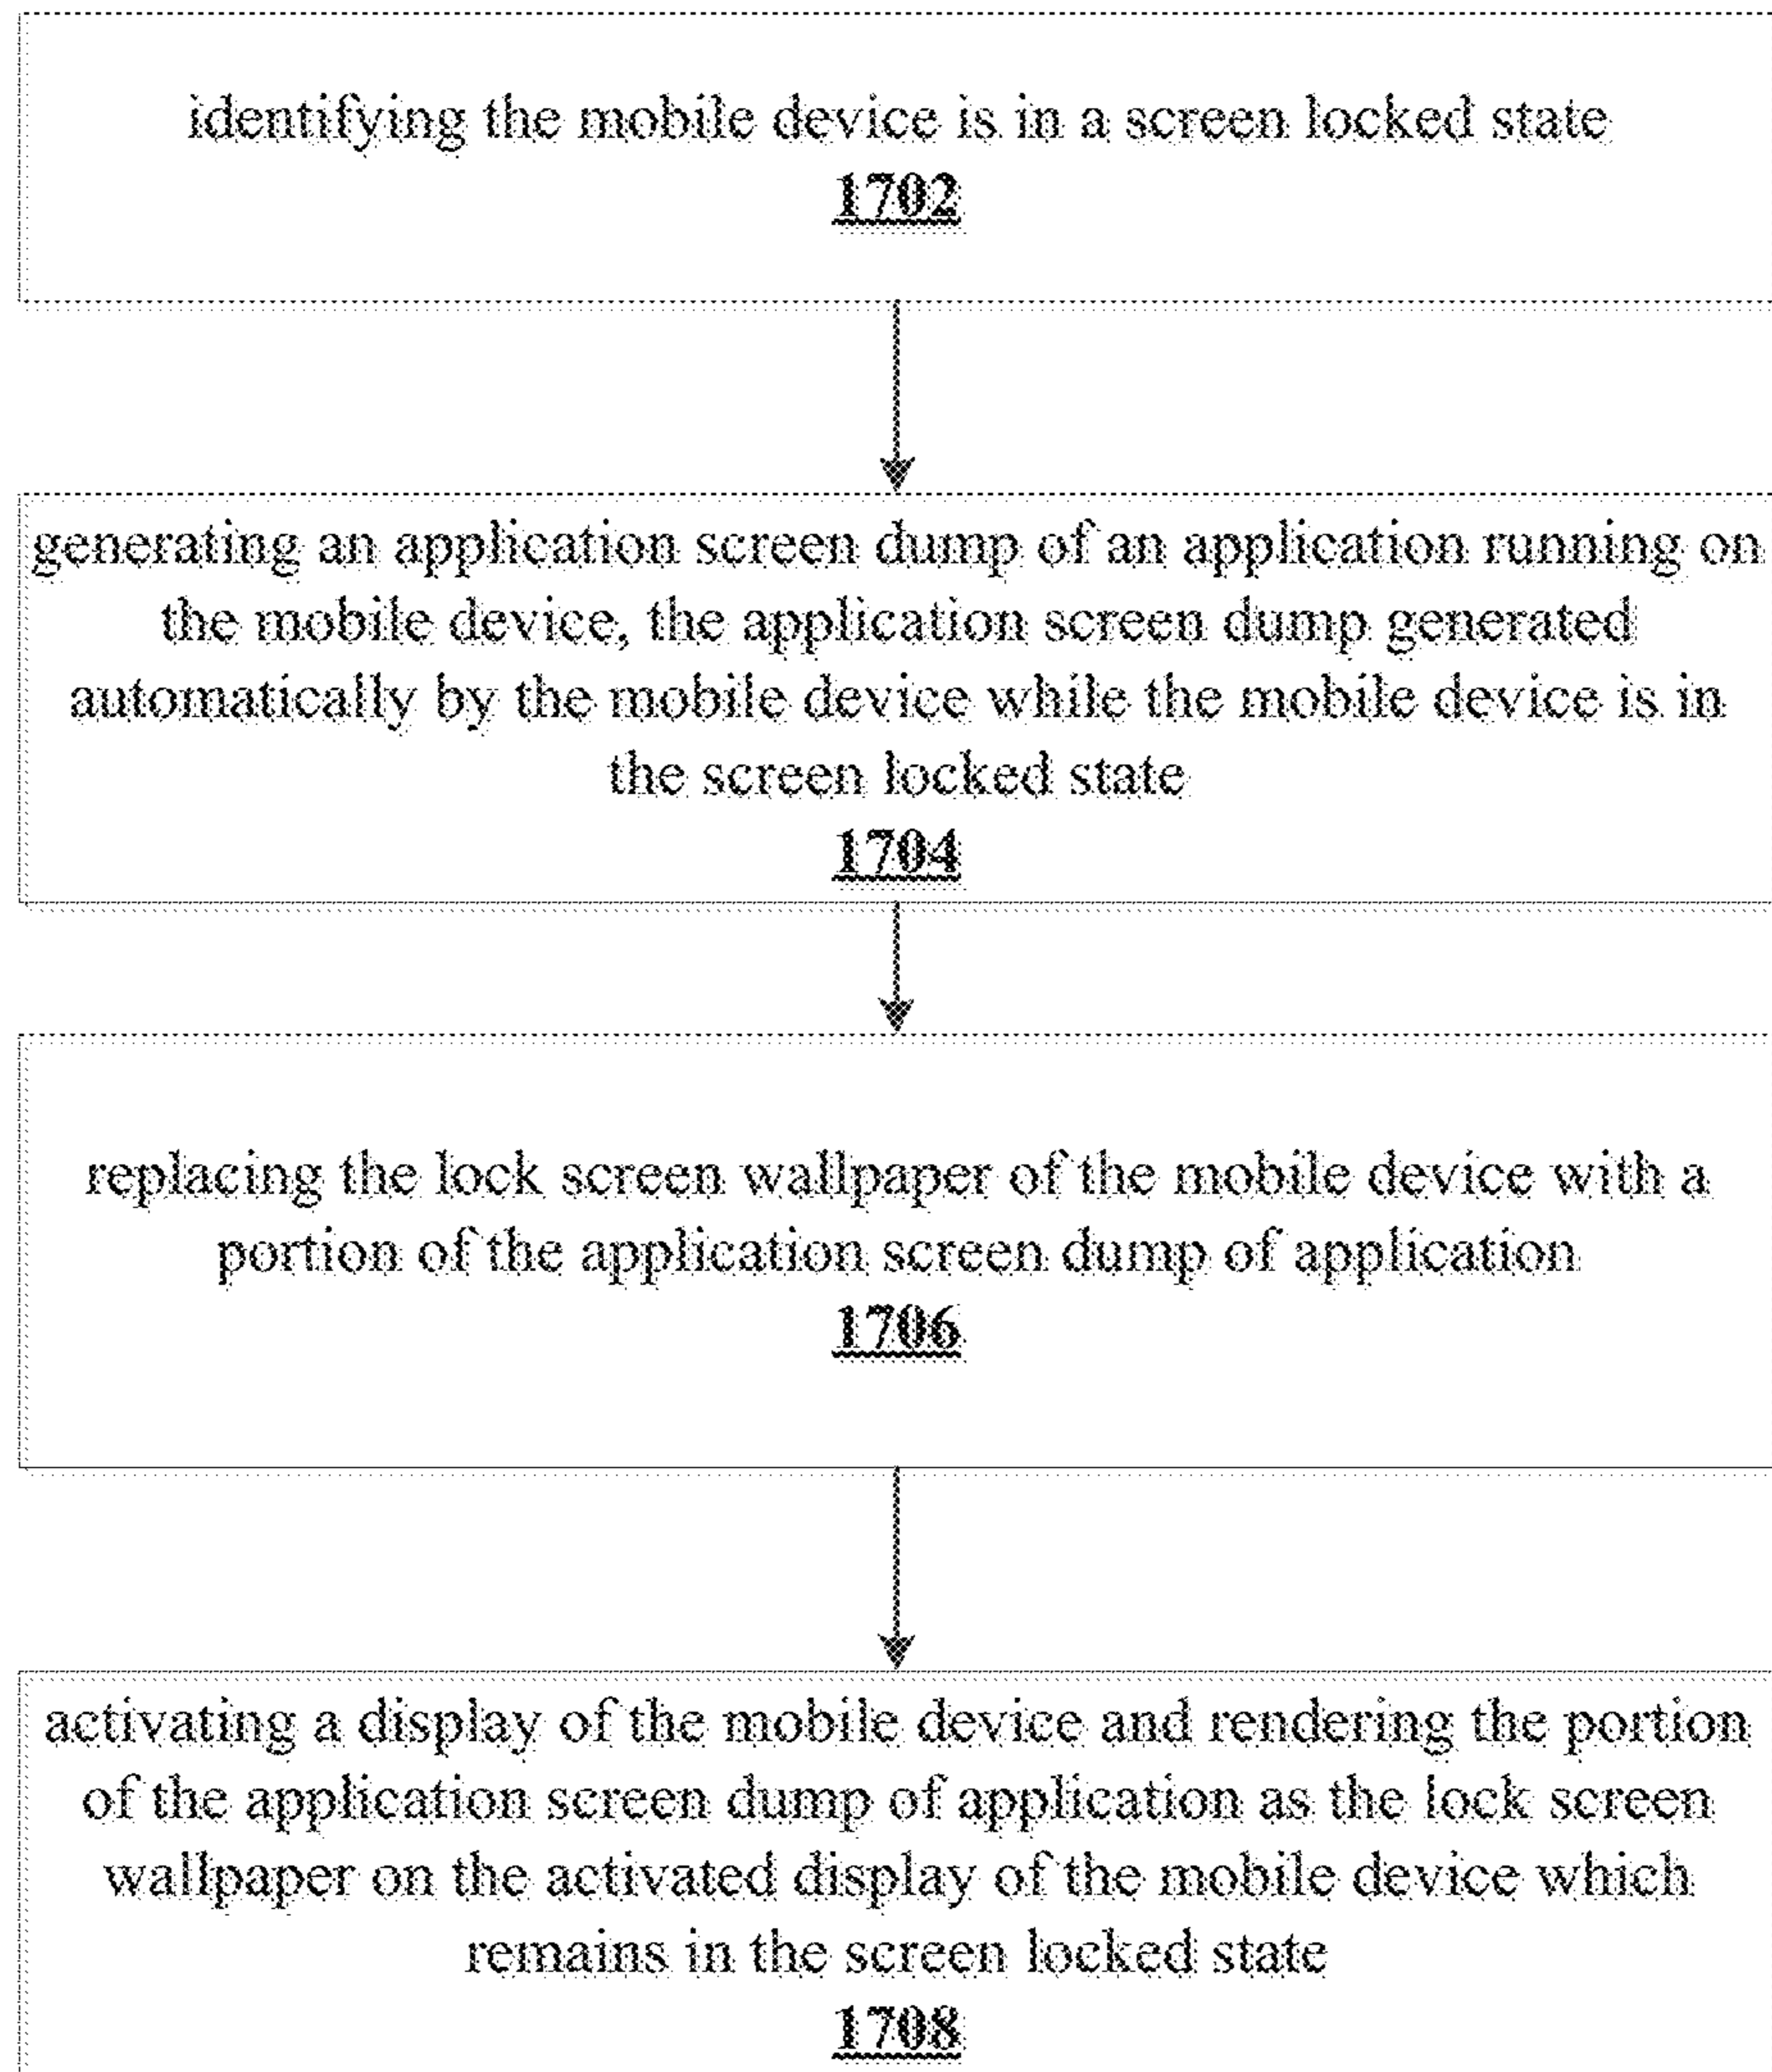 identifying the mobile device is in a screen locked state
1702
generating an application screen dump of an application running on
the mobile device, the application screen dump generated
automatically by the mobile device while the mobile device is in
the screen locked state
1704
replacing the lock screen wallpaper of the mobile device with a
portion of the application screen dump of application
1706
activating a display of the mobile device and rendering the portion
of the application screen dump of application as the lock screen
wallpaper on the activated display of the mobile device which
remains in the screen locked state
1708